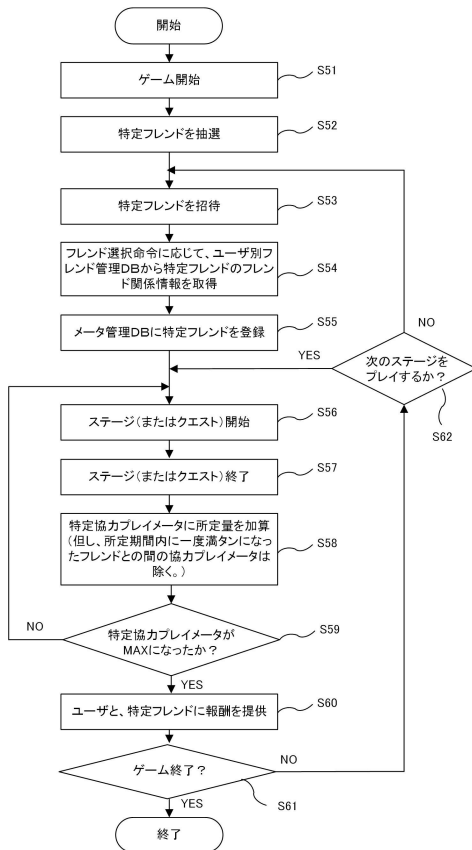 開始
ゲーム開始
S51
特定フレンドを抽選
S52
特定フレンドを招待
S53
フレンド選択命令に応じて、ユーザ別フ
レンド管理DBから特定フレンドのフレン
ド関係情報を取得
S54
メータ管理DBに特定フレンドを登録
S55
NO
YES
次のステージを
プレイするか？
S62
ステージ（またはクエスト）開始
S56
ステージ（またはクエスト）終了
S57
特定協力プレイメータに所定量を加算
（但し、所定期間内に一度満タンになっ
たフレンドとの間の協力プレイメータは
除く。）
S58
NO
特定協力プレイメータが
MAXになったか？
S59
YES
ユーザと、特定フレンドに報酬を提供
S60
ゲーム終了？
NO
YES
S61
終了